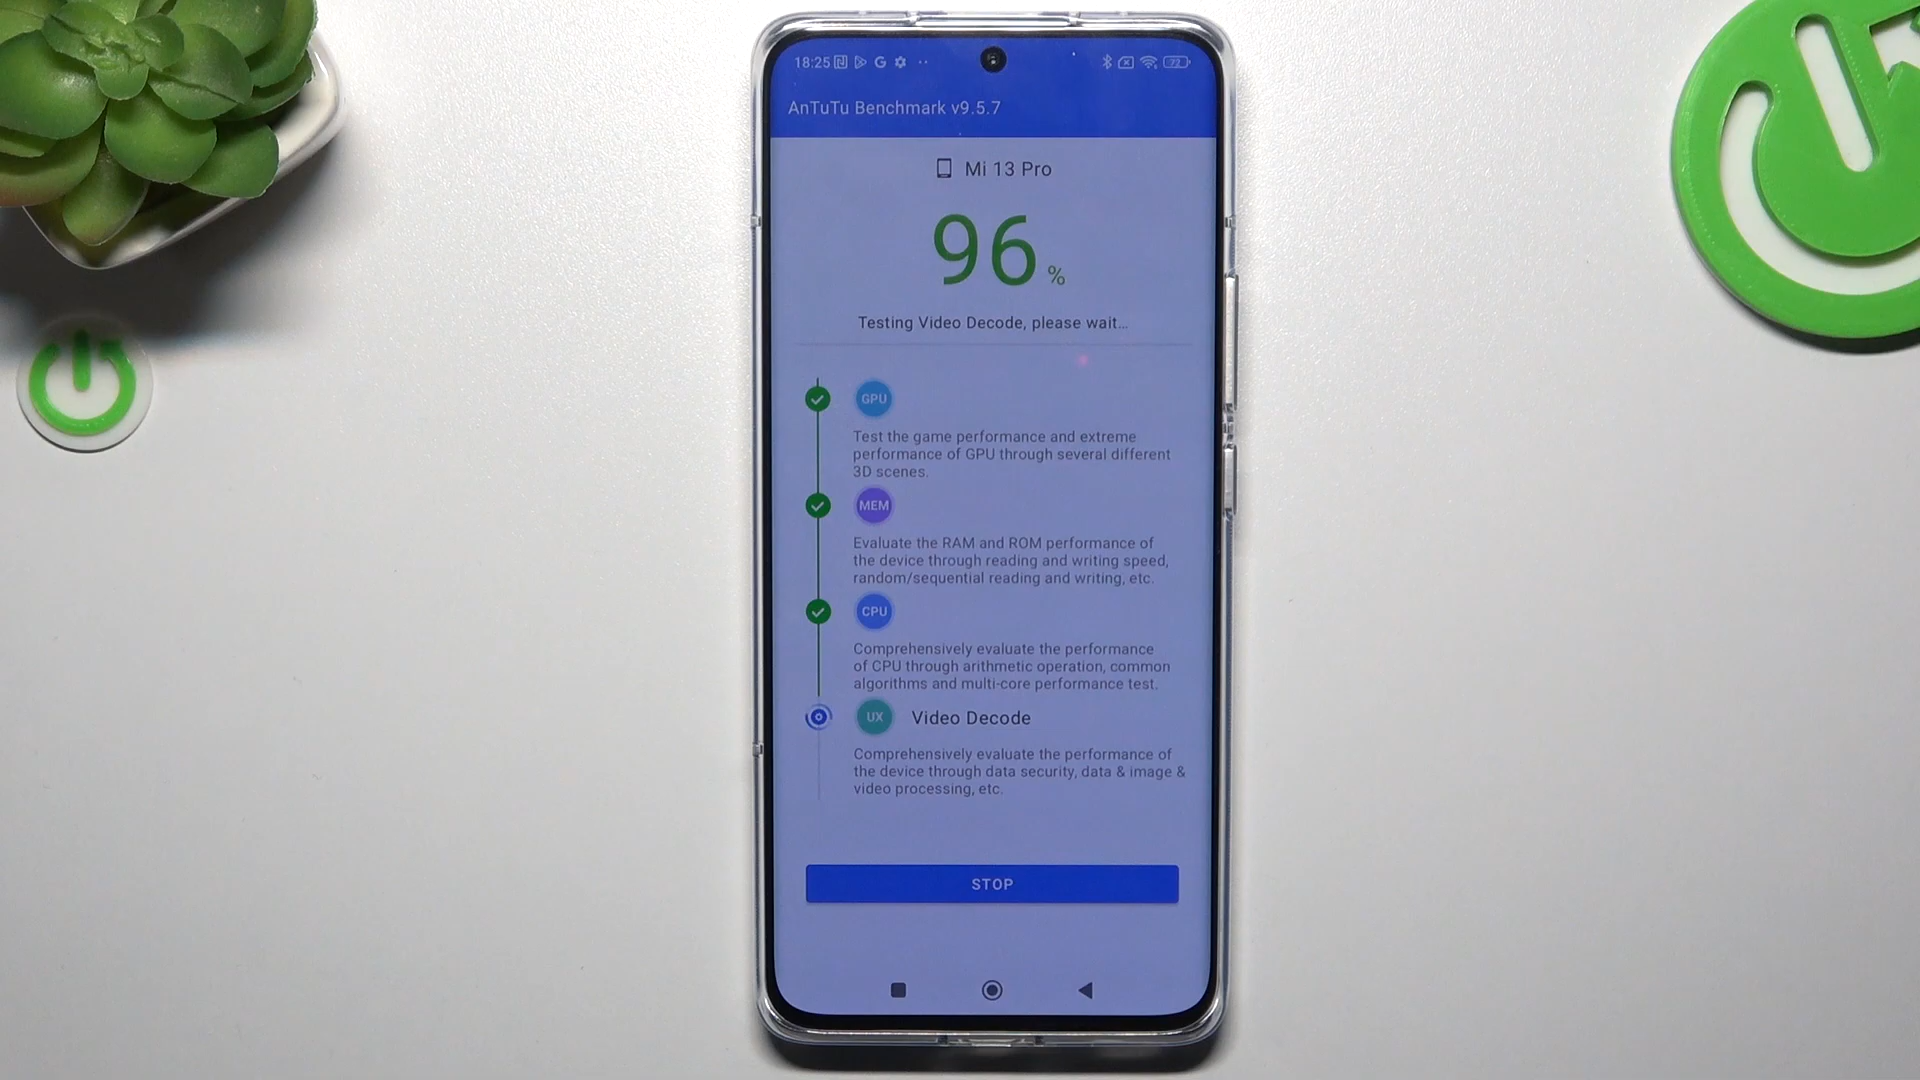 18:25 72
AnTuTu Benchmark v9.5.7
Mi 13 Pro
96 %
Testing Video Decode, please wait...
GPU
Test the game performance and extreme
performance of GPU through several different
3D scenes.
MEM
Evaluate the RAM and ROM performance of
the device through reading and writing speed,
random/sequential reading and writing, etc.
CPU
Comprehensively evaluate the performance
of CPU through arithmetic operation, common
algorithms and multi-core performance test.
UX Video Decode
Comprehensively evaluate the performance of
the device through data security, data & image &
video processing, etc.
STOP